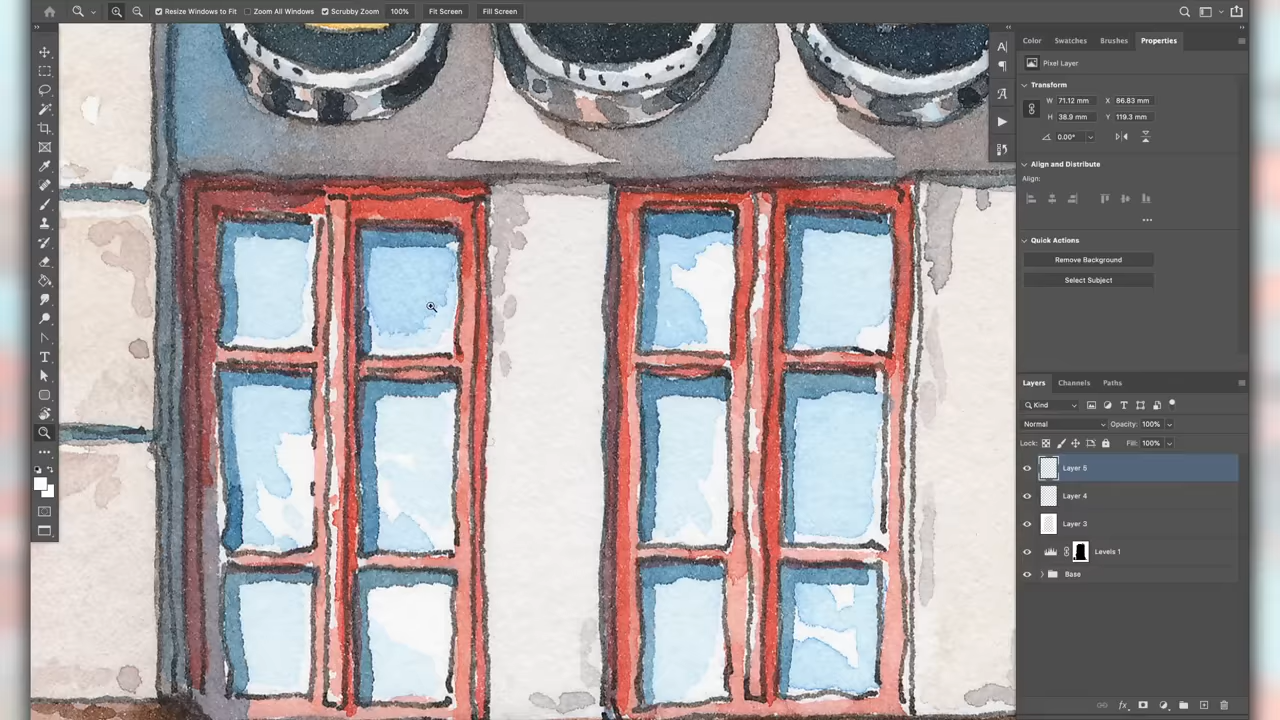 Resize Windows to Fit Zoom All Windows Scrubby Zoom 100% Fit Screen Fill Screen
Color Swatches Brushes Properties
Pixel Layer
Transform
W 71.12 mm X 86.83 mm
H 38.9 mm Y 119.3 mm
0.00°
Align and Distribute
Align:
Quick Actions
Remove Background
Select Subject
Layers Channels Paths
Kind
Normal Opacity: 100%
Lock: Fill: 100%
Layer 5
Layer 4
Layer 3
Levels 1
Base